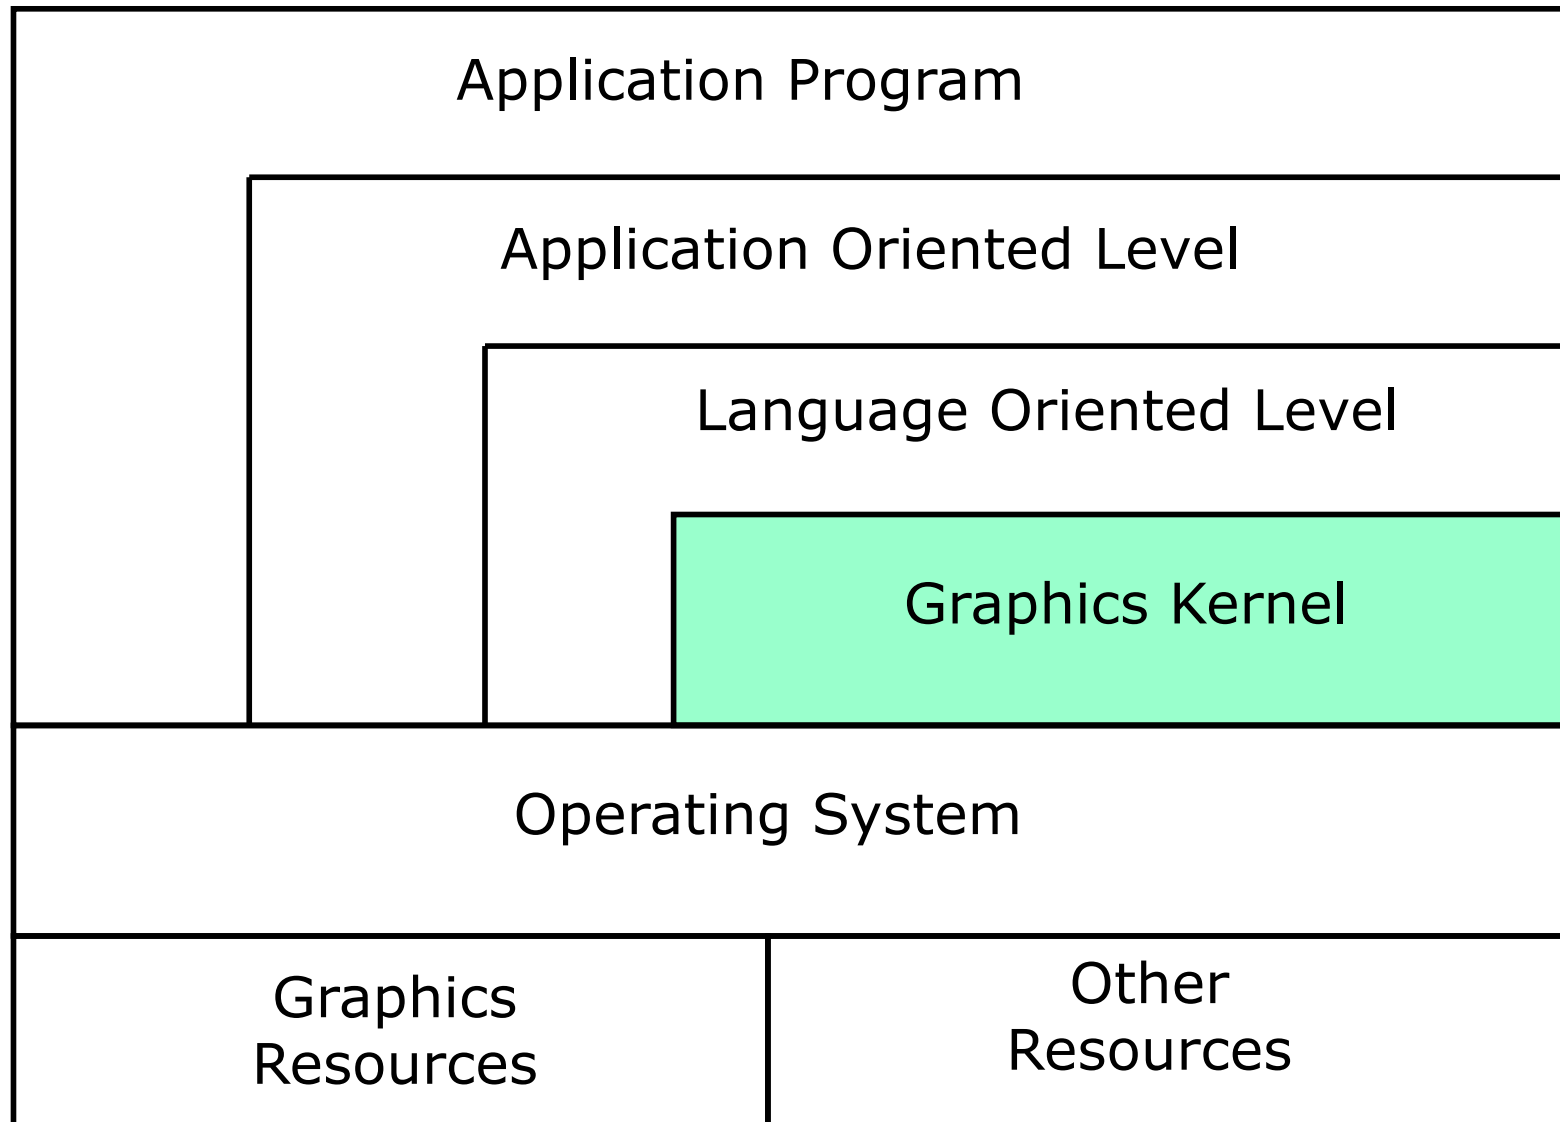 Application Program
Application Oriented Level
Language Oriented Level
Graphics Kernel
Operating System
Graphics
Resources
Other
Resources